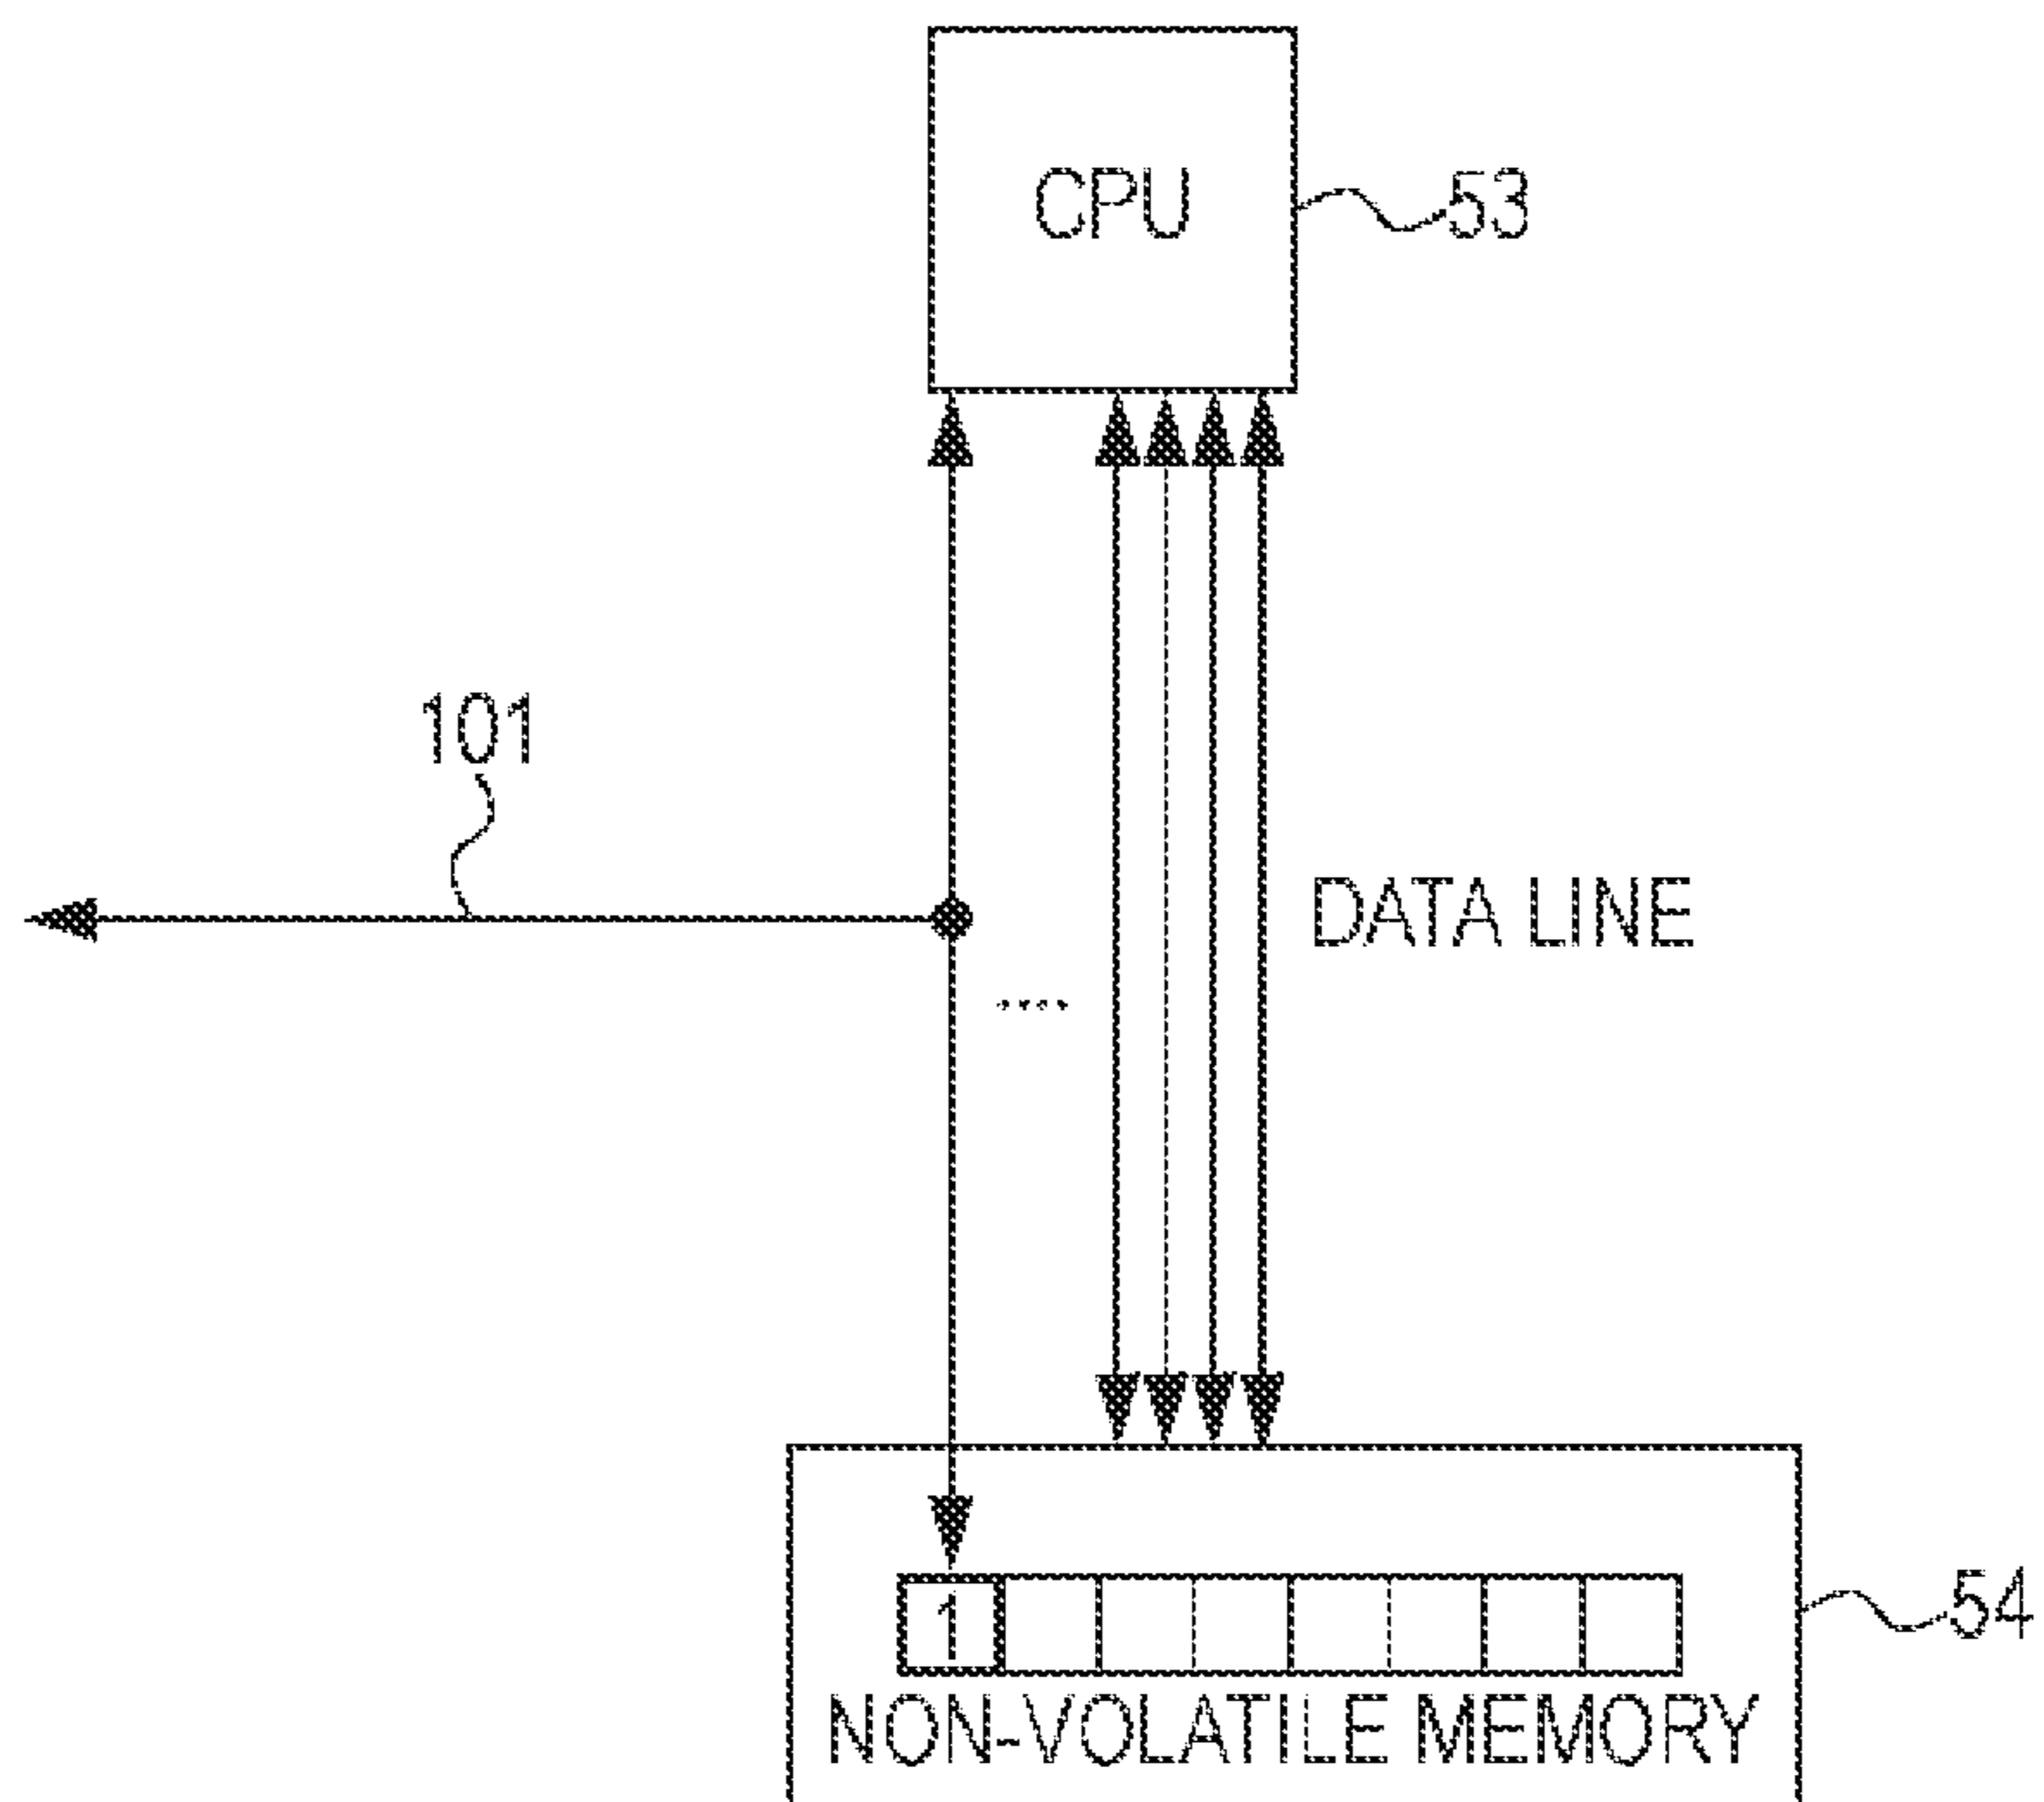 CPU
53
101
DATA LINE
....
1
54
NON-VOLATILE MEMORY